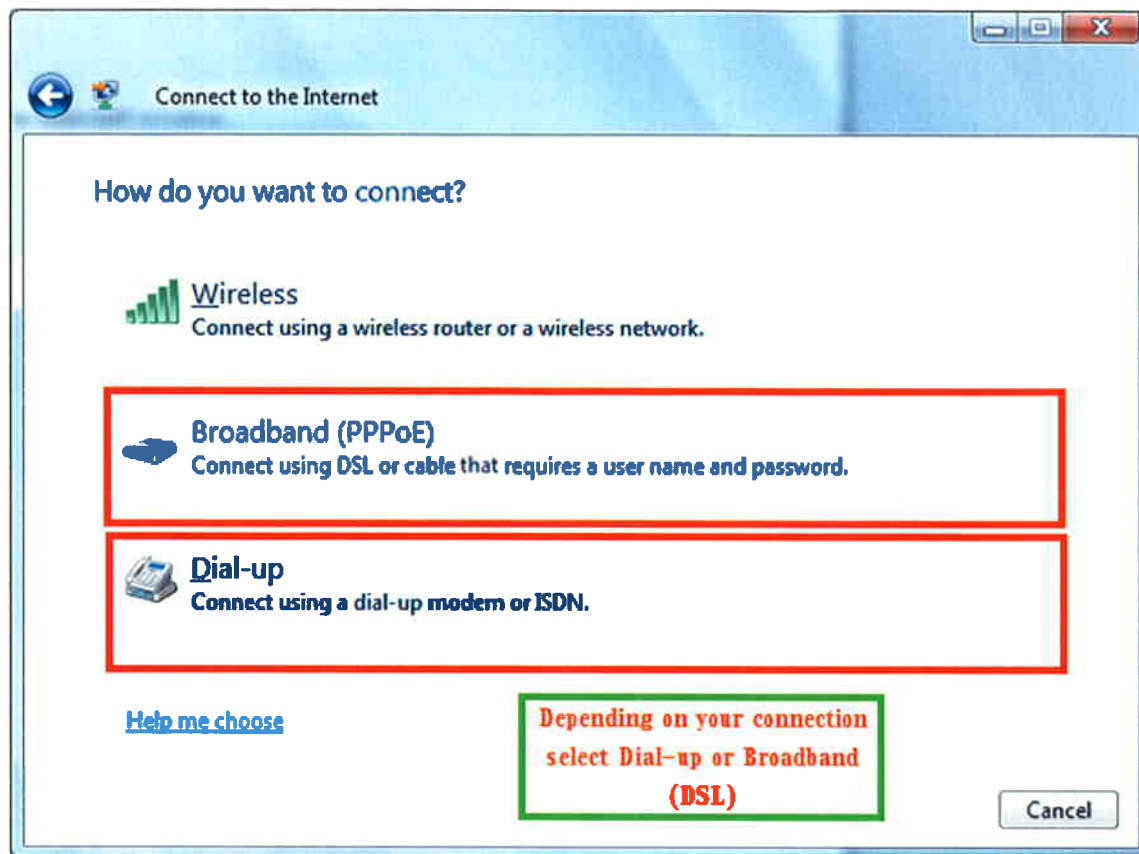 Connect to the Internet
How do you want to connect?
Wireless
Connect using a wireless router or a wireless network.
Broadband (PPPoE)
Connect using DSL or cable that requires a user name and password.
Dial-up
Connect using a dial-up modem or ISDN.
Help me choose
Depending on your connection
select Dial-up or Broadband
(DSL)
Cancel